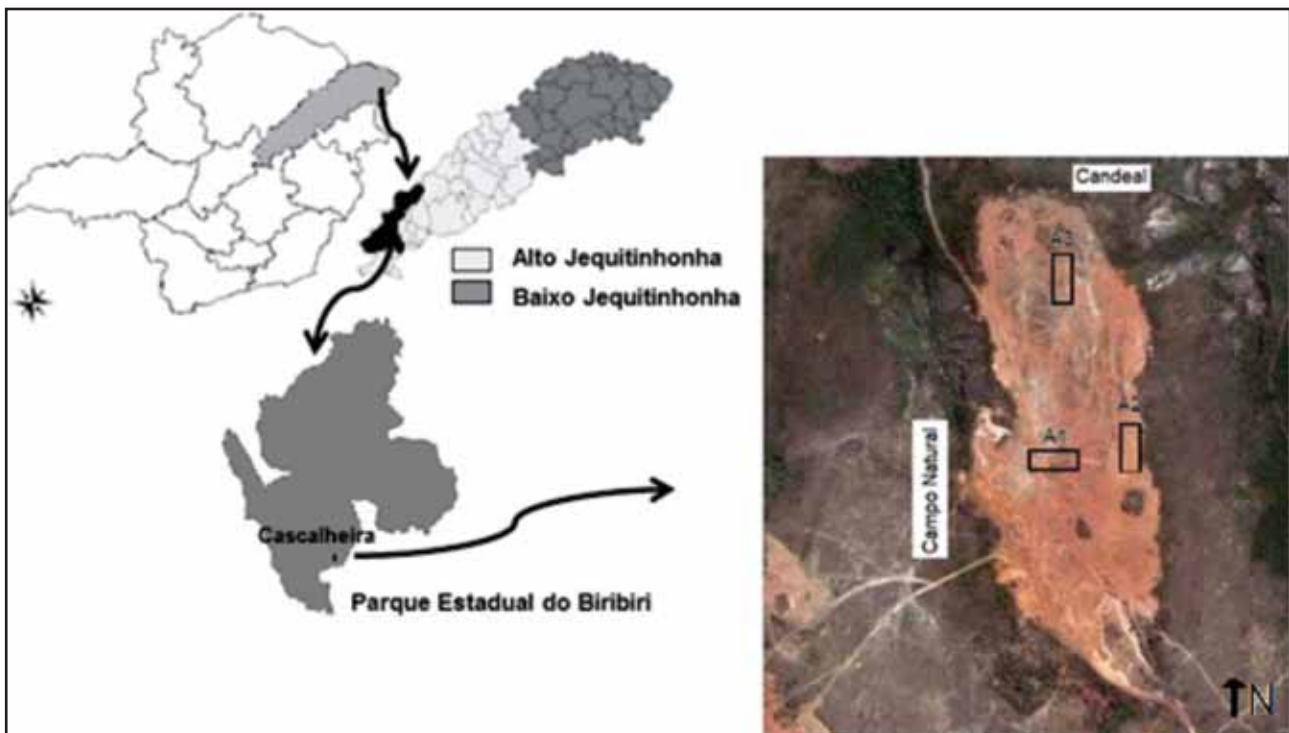 Alto Jequitinhonha
Baixo Jequitinhonha
Cascalheira
Parque Estadual do Biribiri
Candeal
A3
A2
A1
Campo Natural
N